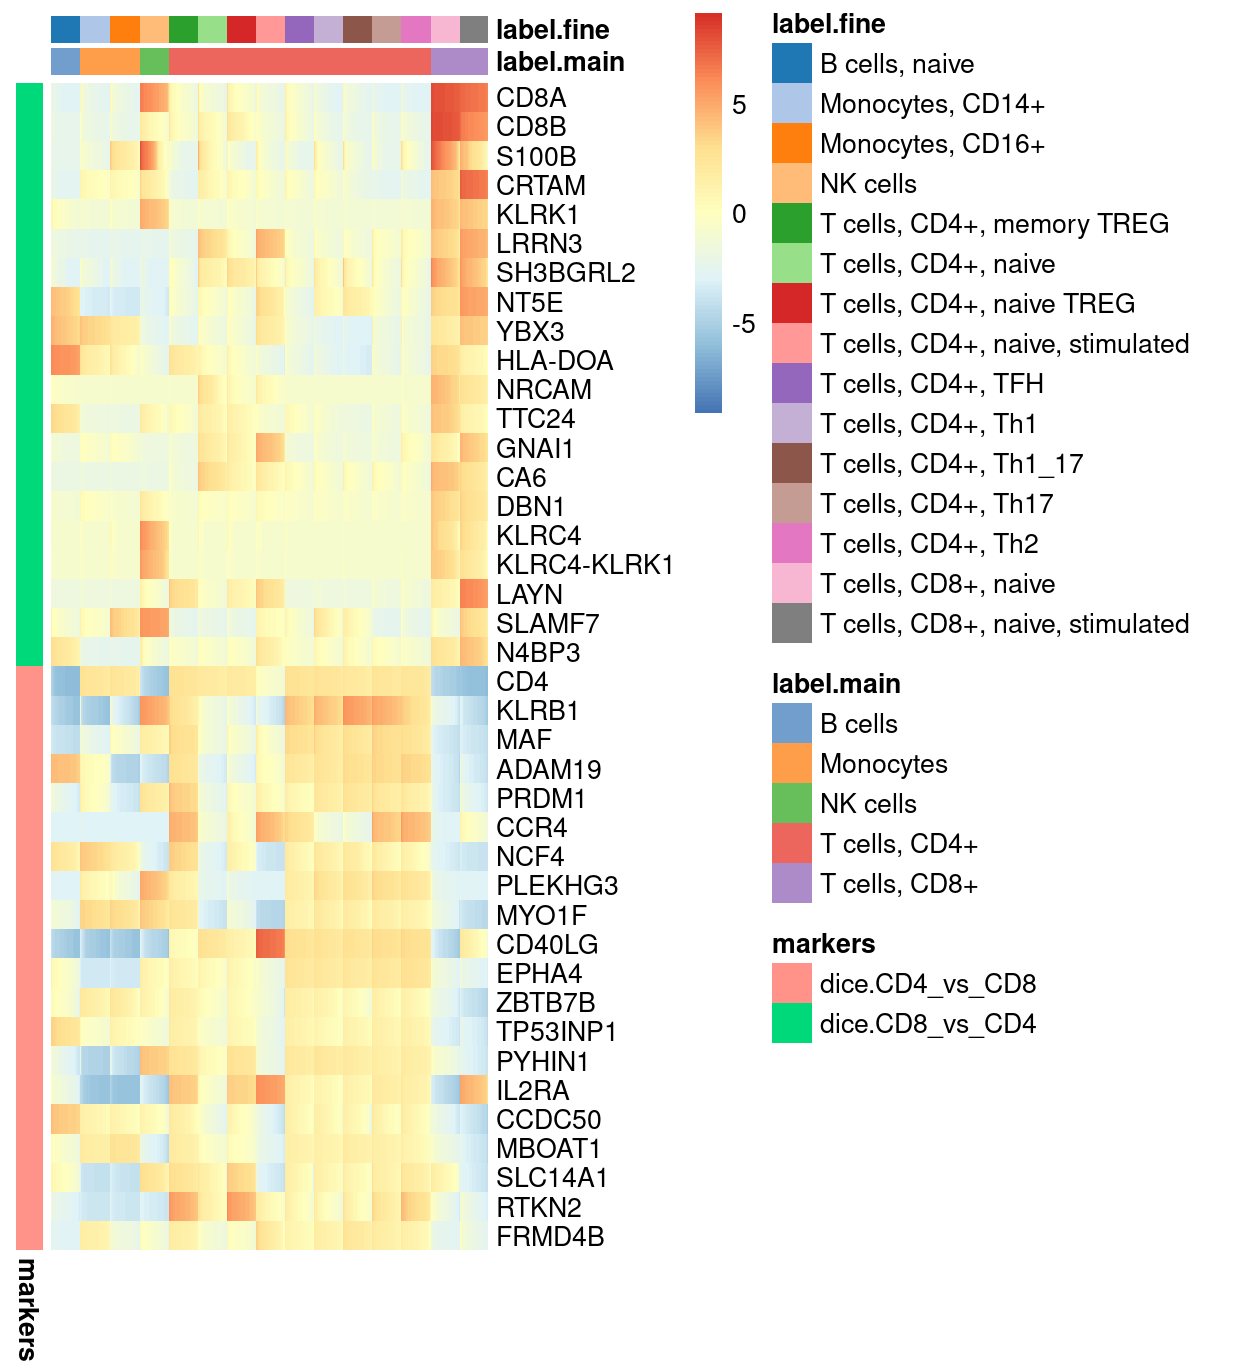 label.fine
label.main
CD8A
CD8B
S100B
CRTAM
KLRK1
LRRN3
SH3BGRL2
NT5E
YBX3
HLA-DOA
NRCAM
TTC24
GNAI1
CA6
DBN1
KLRC4
KLRC4-KLRK1
LAYN
SLAMF7
N4BP3
CD4
KLRB1
MAF
ADAM19
PRDM1
CCR4
NCF4
PLEKHG3
MYO1F
CD40LG
EPHA4
ZBTB7B
TP53INP1
PYHIN1
IL2RA
CCDC50
MBOAT1
SLC14A1
RTKN2
FRMD4B
markers
5
0
-5
label.fine
B cells, naive
Monocytes, CD14+
Monocytes, CD16+
NK cells
T cells, CD4+, memory TREG
T cells, CD4+, naive
T cells, CD4+, naive TREG
T cells, CD4+, naive, stimulated
T cells, CD4+, TFH
T cells, CD4+, Th1
T cells, CD4+, Th1_17
T cells, CD4+, Th17
T cells, CD4+, Th2
T cells, CD8+, naive
T cells, CD8+, naive, stimulated
label.main
B cells
Monocytes
NK cells
T cells, CD4+
T cells, CD8+
markers
dice.CD4_vs_CD8
dice.CD8_vs_CD4